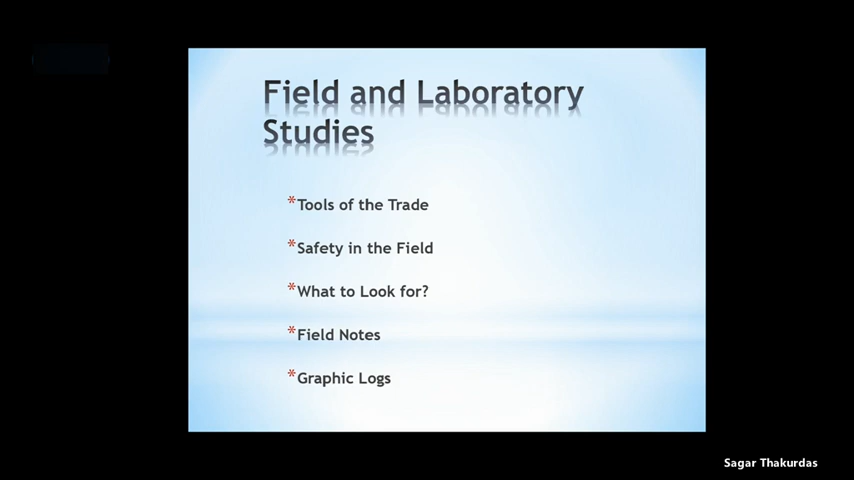 Field and Laboratory
Studies
*Tools of the Trade
*Safety in the Field
*What to Look for?
*Field Notes
*Graphic Logs
Sagar Thakurdas